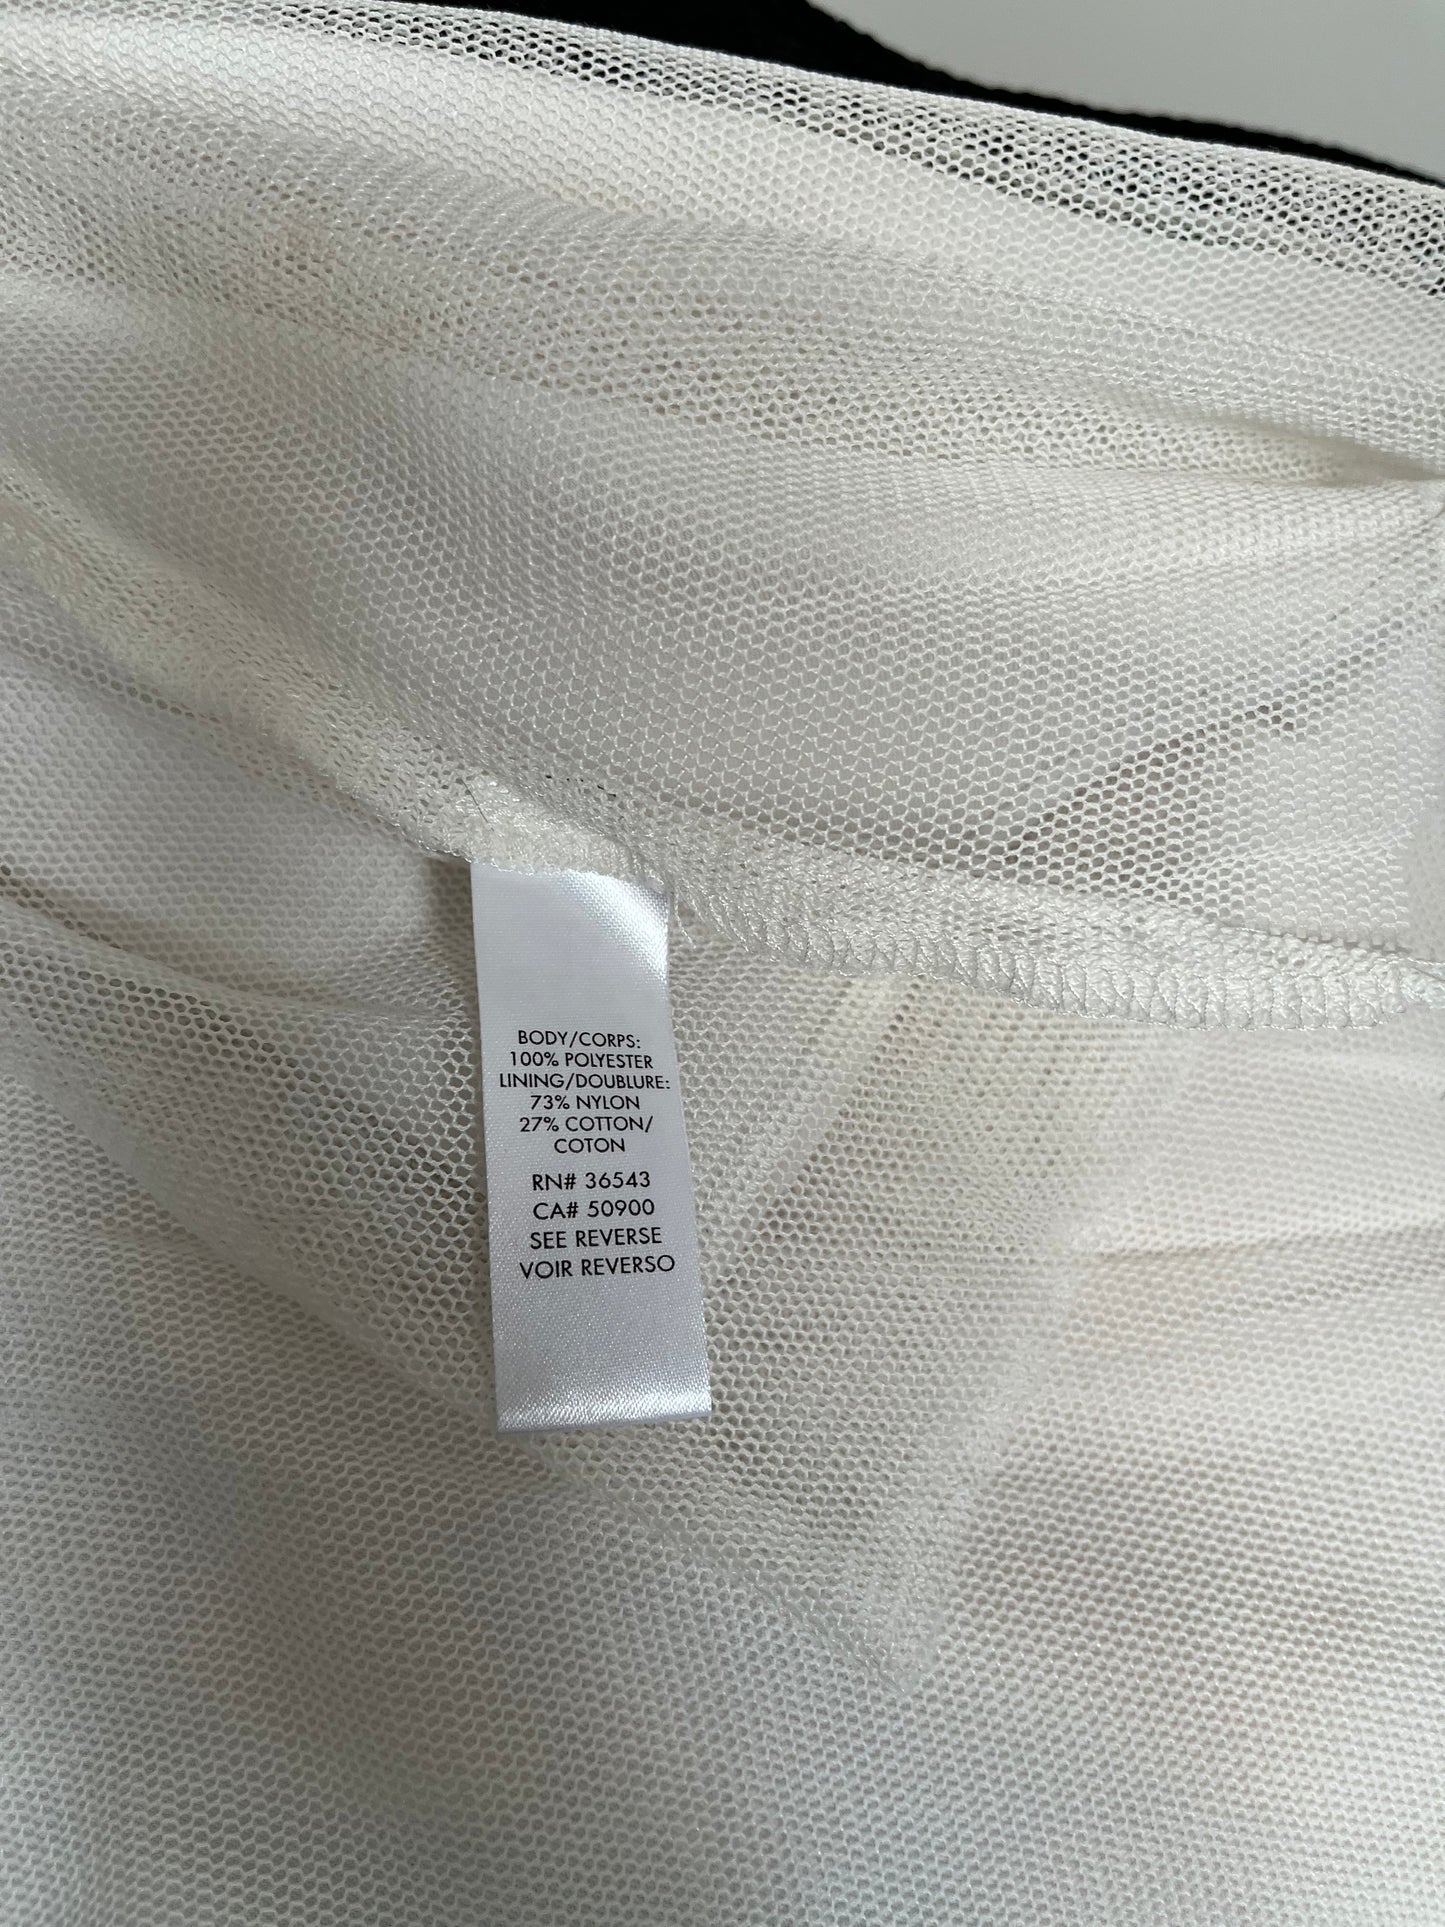 BODY/CORPS:
100% POLYESTER
LINING/DOUBLURE:
73% NYLON
27% COTTON/
COTON
RN# 36543
CA# 50900
SEE REVERSE
VOIR REVERSO